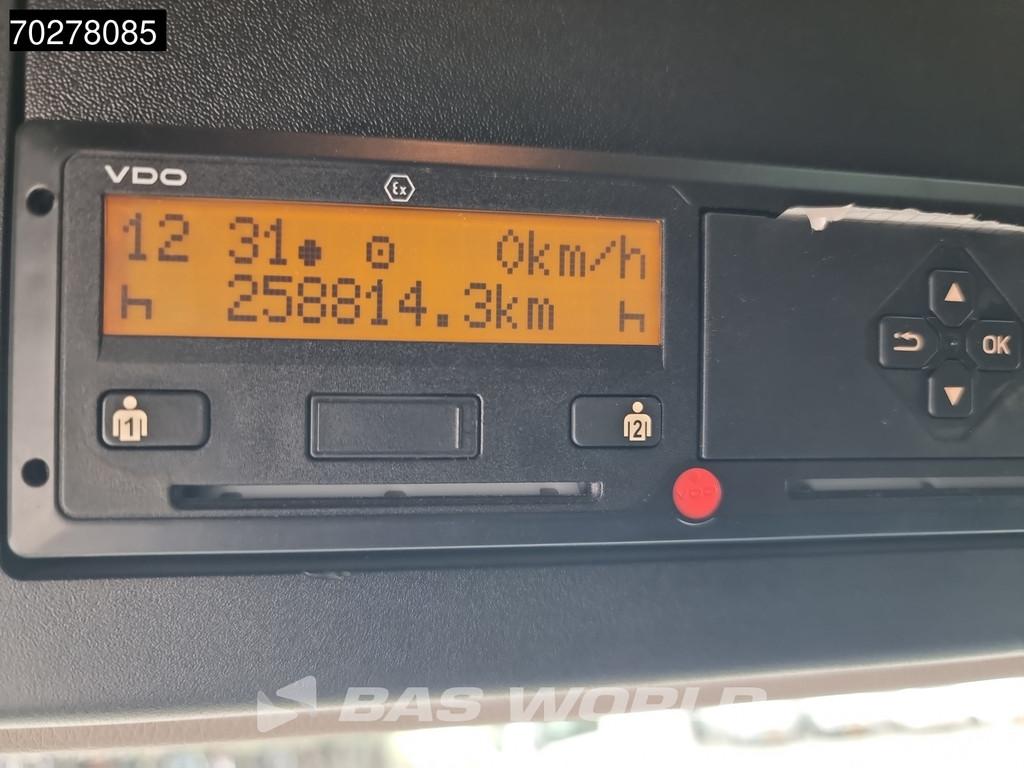 70278085
VDO
Ex
12 31 0km/h
258814.3km
OK
1
2
VDO
BAS WORLD